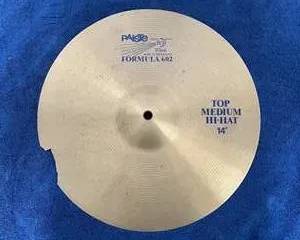 PAISTE
FORMULA 602
TOP
MEDIUM
HI-HAT
14"